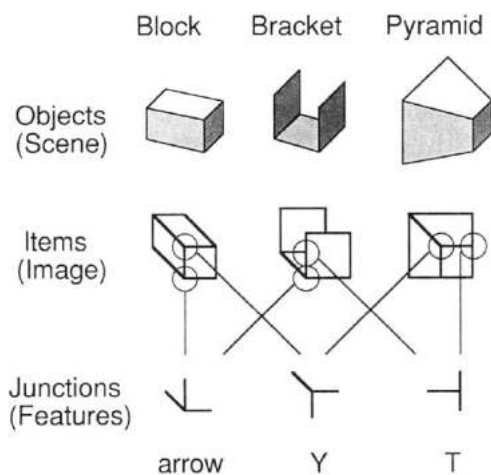 Block Bracket Pyramid
Objects
(Scene)
Items
(Image)
Junctions
(Features)
arrow Y T